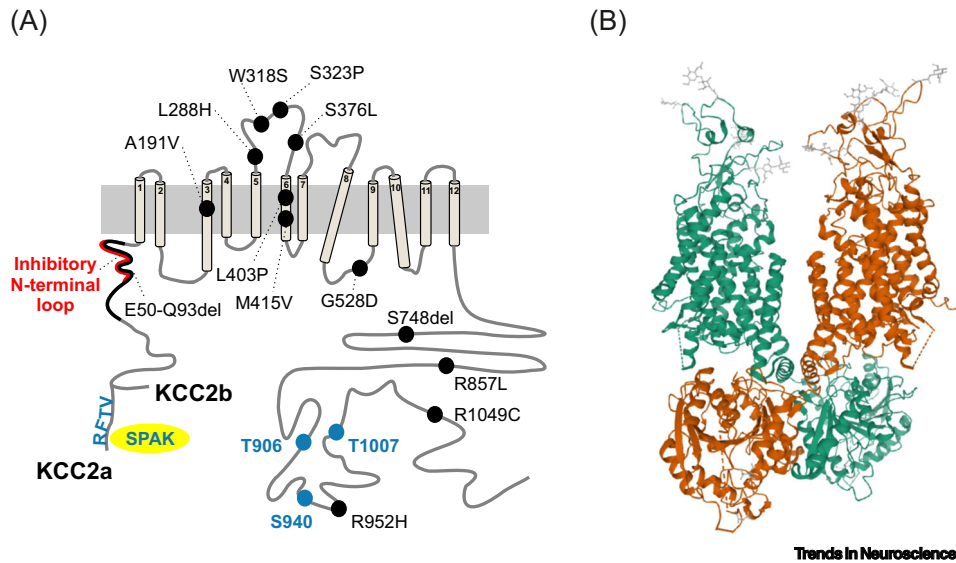 (A)
(B)
W318S
S323P
L288H
S376L
A191V
1
2
3
4
5
6
7
8
9
10
11
12
Inhibitory
N-terminal
loop
L403P
M415V
G528D
E50-Q93del
S748del
R857L
KCC2b
R1049C
RFTV
SPAK
KCC2a
T906
T1007
S940
R952H
Trends in Neuroscience